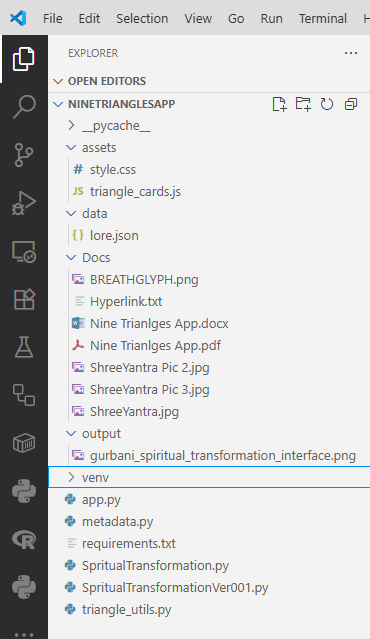 File Edit Selection View Go Run Terminal
EXPLORER
OPEN EDITORS
NINETRIANGLESAPP
__pycache__
assets
# style.css
JS triangle_cards.js
data
{} lore.json
Docs
BREATHGLYPH.png
Hyperlink.txt
Nine Trianlges App.docx
Nine Trianlges App.pdf
ShreeYantra Pic 2.jpg
ShreeYantra Pic 3.jpg
ShreeYantra.jpg
output
gurbani_spiritual_transformation_interface.png
venv
app.py
metadata.py
requirements.txt
SpritualTransformation.py
SpritualTransformationVer001.py
triangle_utils.py